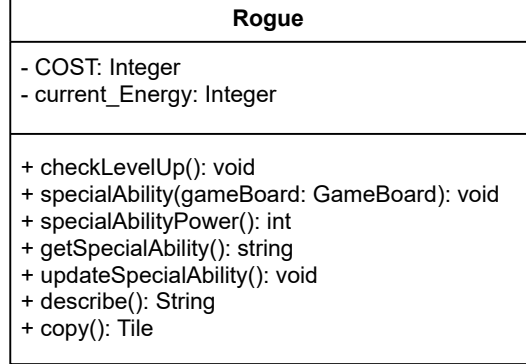 Rogue
- COST: Integer
- current_Energy: Integer
+ checkLevelUp(): void
+ specialAbility(gameBoard: GameBoard): void
+ specialAbilityPower(): int
+ getSpecialAbility(): string
+ updateSpecialAbility(): void
+ describe(): String
+ copy(): Tile